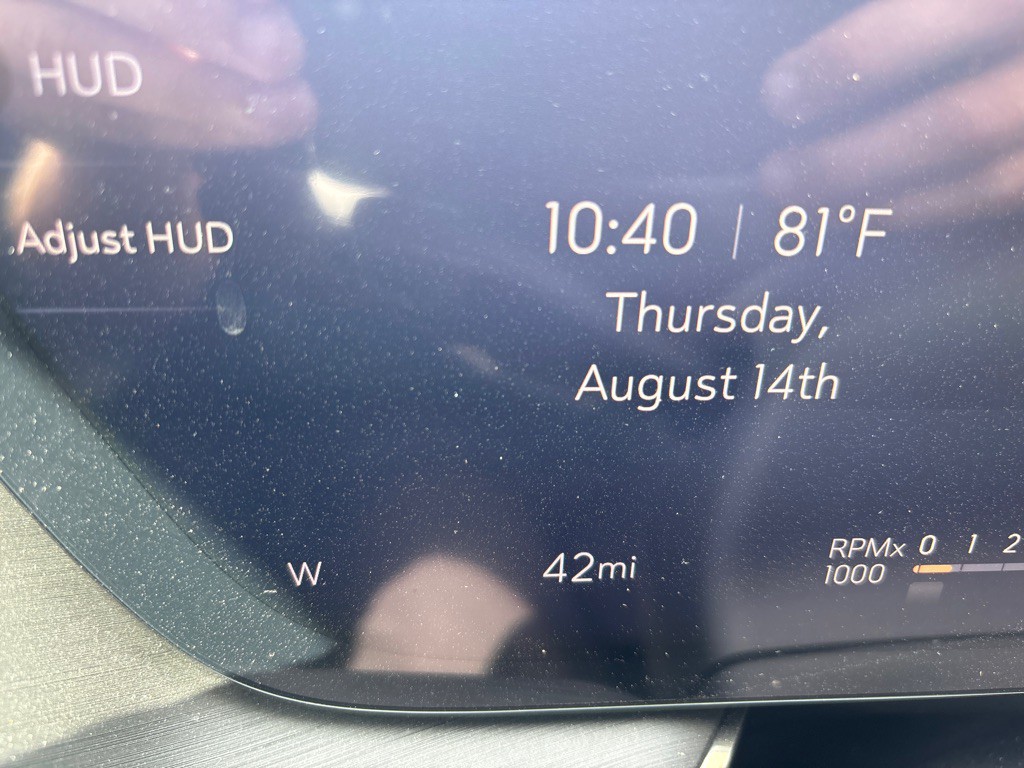 HUD
Adjust HUD
10:40 | 81°F
Thursday,
August 14th
W
42mi
RPMx 0 1 2
1000